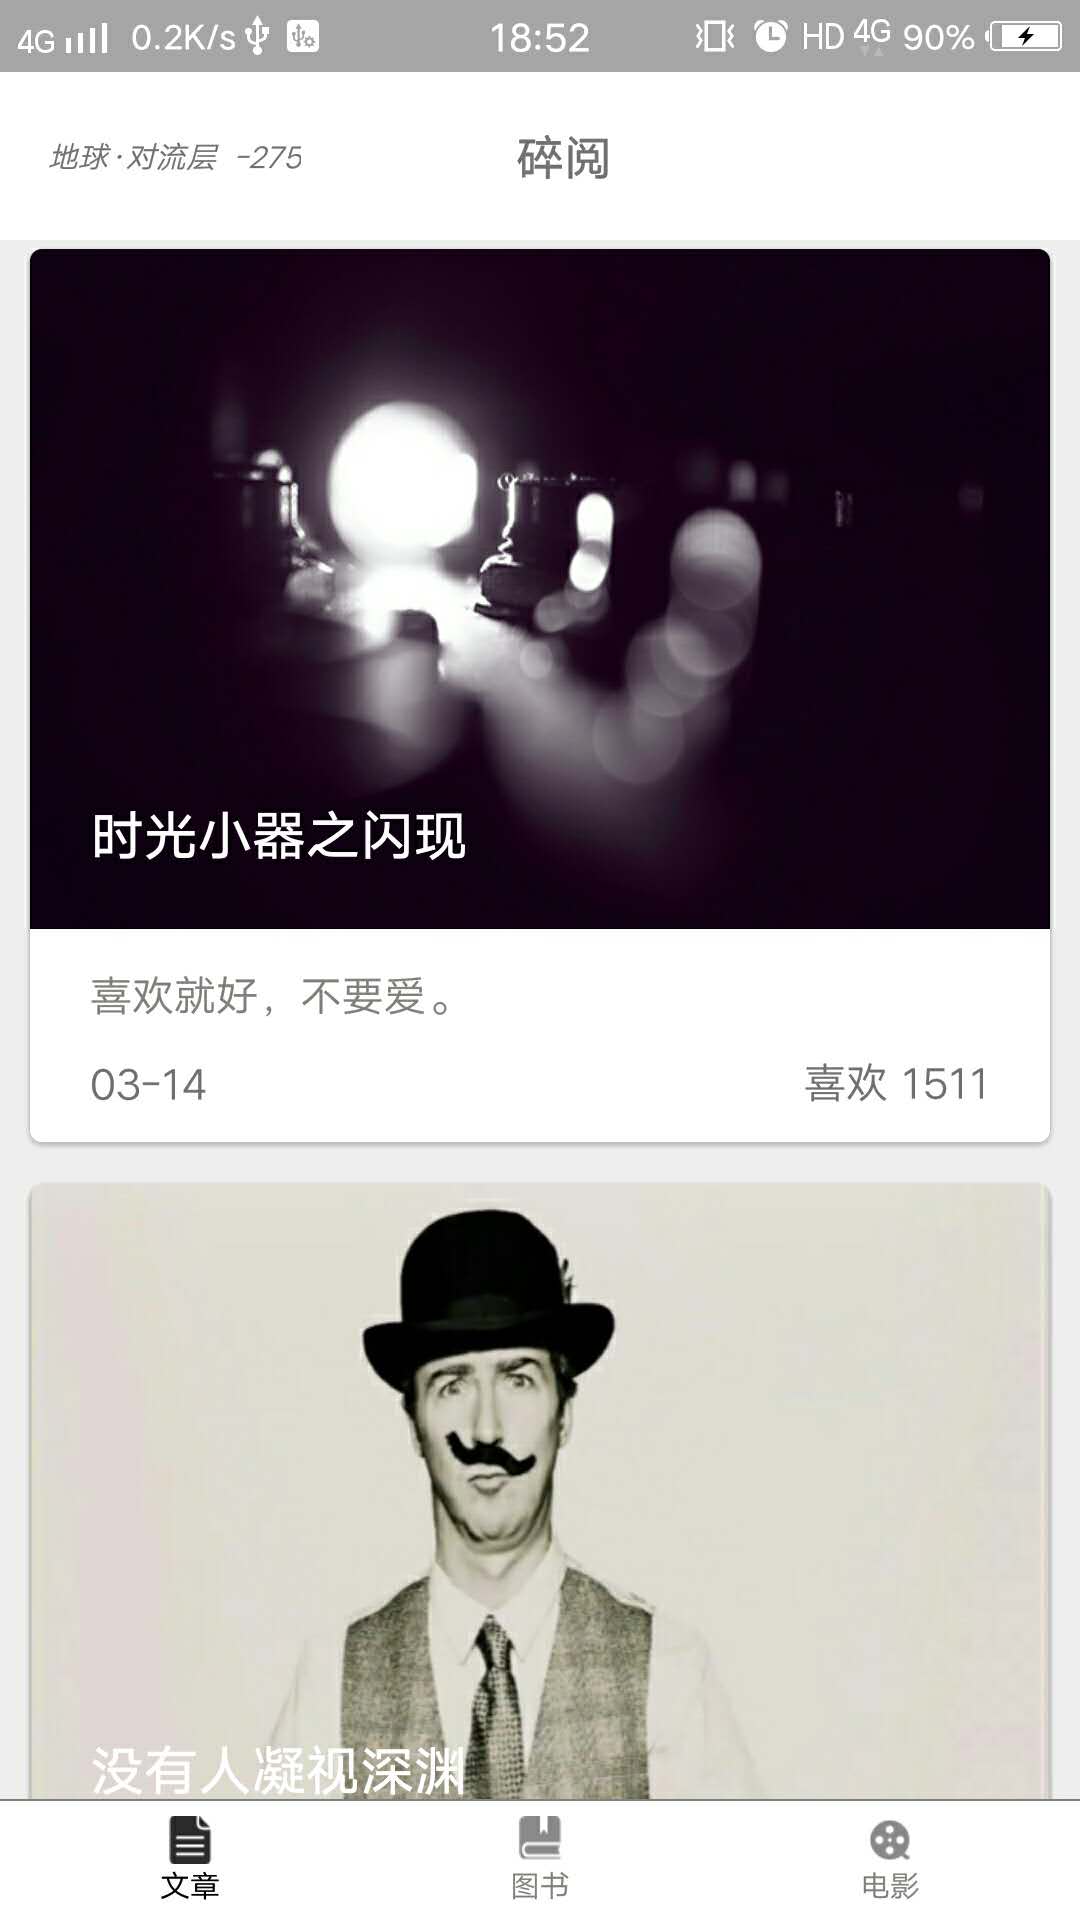 4G 0.2K/s 18:52 HD 4G 90%
地球·对流层 -275 碎阅
时光小器之闪现
喜欢就好，不要爱。
03-14 喜欢 1511
没有人凝视深渊
文章 图书 电影